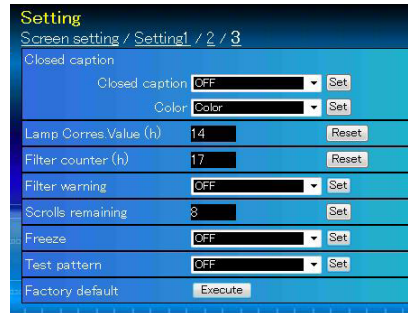 Setting
Screen setting / Setting1 / 2 / 3
Closed caption
Closed caption OFF Set
Color Color Set
Lamp Corres.Value (h) 14 Reset
Filter counter (h) 17 Reset
Filter warning OFF Set
Scrolls remaining 8 Set
Freeze OFF Set
Test pattern OFF Set
Factory default Execute